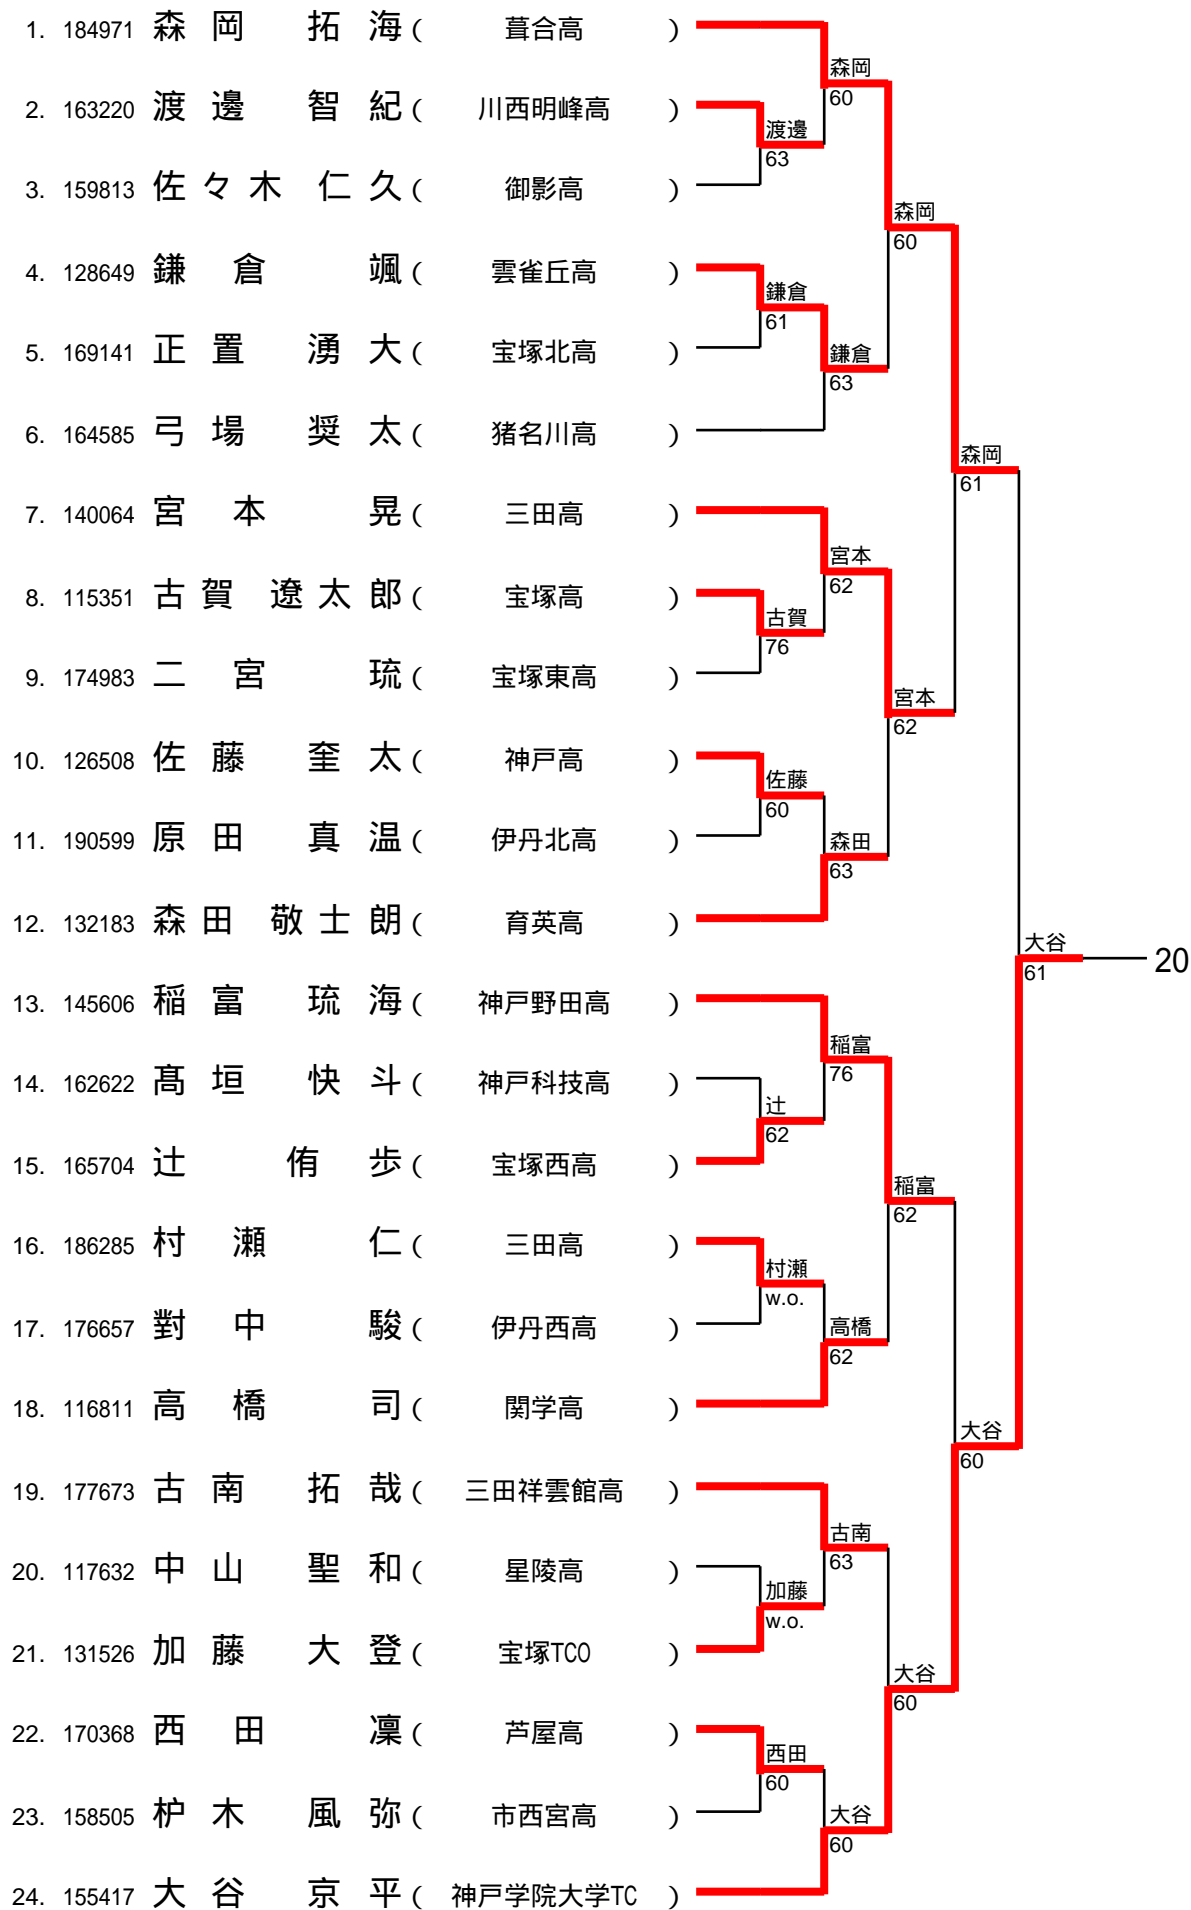 1. 184971 森岡 拓海 ( 葺合高 )
森岡
60
2. 163220 渡邊 智紀 ( 川西明峰高 )
渡邊
63
3. 159813 佐々木 仁久 ( 御影高 )
森岡
60
4. 128649 鎌倉 颯 ( 雲雀丘高 )
鎌倉
61
5. 169141 正置 湧大 ( 宝塚北高 )
鎌倉
63
6. 164585 弓場 奨太 ( 猪名川高 )
森岡
61
7. 140064 宮本 晃 ( 三田高 )
宮本
62
8. 115351 古賀 遼太郎 ( 宝塚高 )
古賀
76
9. 174983 二宮 琉 ( 宝塚東高 )
宮本
62
10. 126508 佐藤 奎太 ( 神戸高 )
佐藤
60
11. 190599 原田 真温 ( 伊丹北高 )
森田
63
12. 132183 森田 敬士朗 ( 育英高 )
大谷
61
20
13. 145606 稲富 琉海 ( 神戸野田高 )
稲富
76
14. 162622 髙垣 快斗 ( 神戸科技高 )
辻
62
15. 165704 辻 侑歩 ( 宝塚西高 )
稲富
62
16. 186285 村瀬 仁 ( 三田高 )
村瀬
w.o.
17. 176657 對中 駿 ( 伊丹西高 )
高橋
62
18. 116811 高橋 司 ( 関学高 )
大谷
60
19. 177673 古南 拓哉 ( 三田祥雲館高 )
古南
63
20. 117632 中山 聖和 ( 星陵高 )
加藤
w.o.
21. 131526 加藤 大登 ( 宝塚TCO )
大谷
60
22. 170368 西田 凜 ( 芦屋高 )
西田
60
23. 158505 枦木 風弥 ( 市西宮高 )
大谷
60
24. 155417 大谷 京平 ( 神戸学院大学TC )